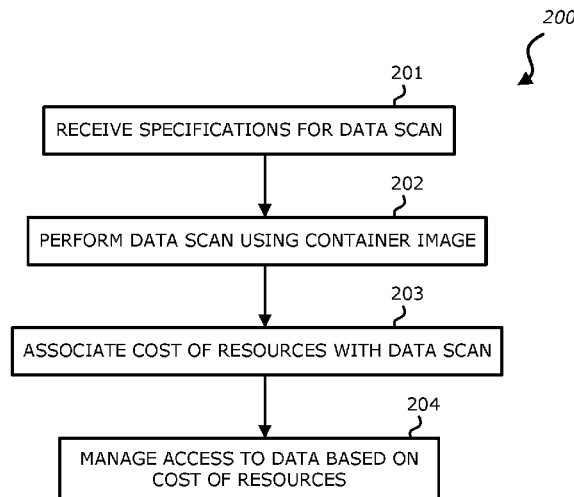 200
201
RECEIVE SPECIFICATIONS FOR DATA SCAN
202
PERFORM DATA SCAN USING CONTAINER IMAGE
203
ASSOCIATE COST OF RESOURCES WITH DATA SCAN
204
MANAGE ACCESS TO DATA BASED ON
COST OF RESOURCES